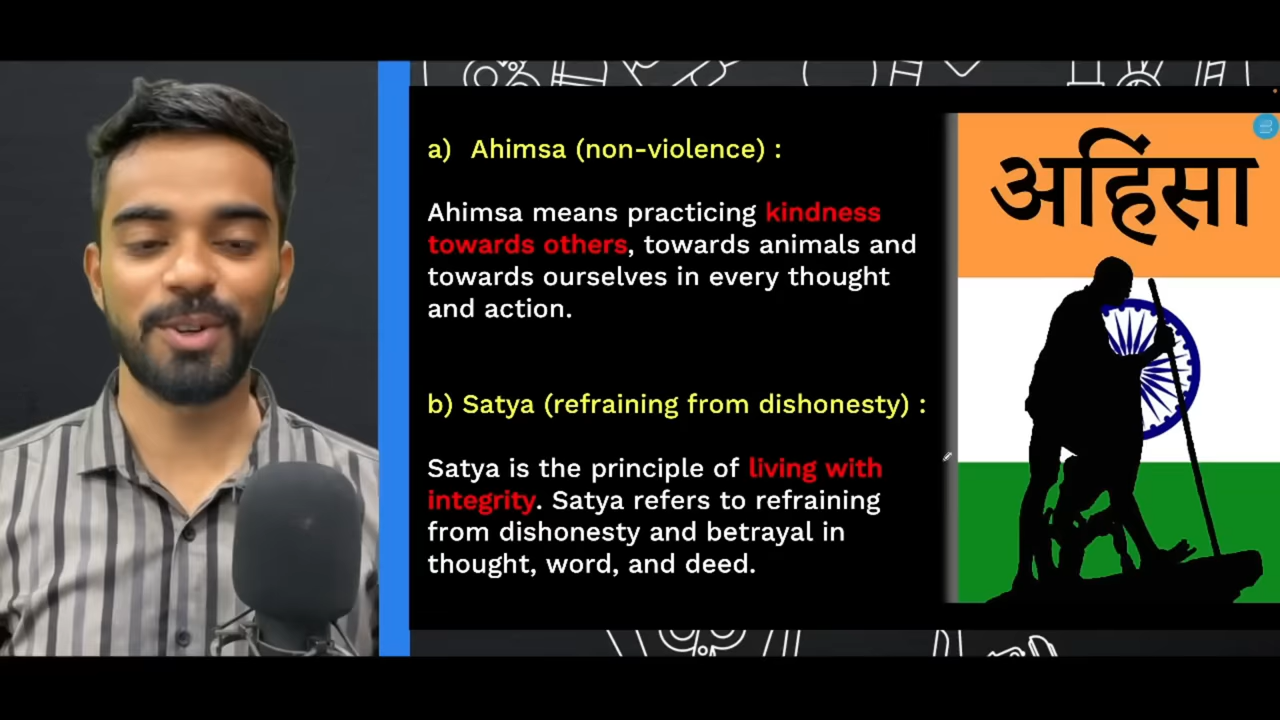 a) Ahimsa (non-violence) :
Ahimsa means practicing kindness
towards others, towards animals and
towards ourselves in every thought
and action.
b) Satya (refraining from dishonesty) :
Satya is the principle of living with
integrity. Satya refers to refraining
from dishonesty and betrayal in
thought, word, and deed.
अहिंसा